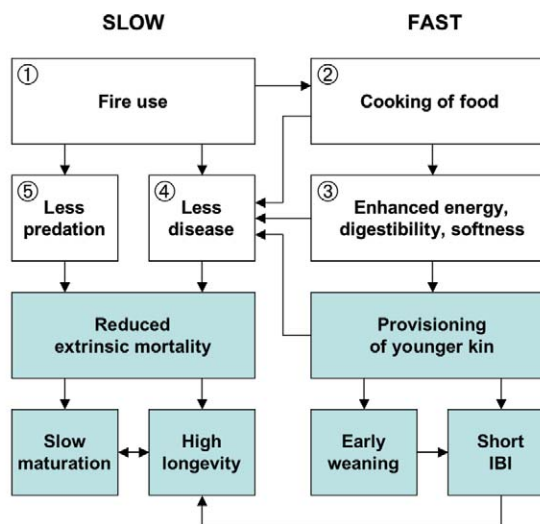 SLOW
FAST
①
Fire use
②
Cooking of food
⑤
Less
predation
④
Less
disease
③
Enhanced energy,
digestibility, softness
Reduced
extrinsic mortality
Provisioning
of younger kin
Slow
maturation
High
longevity
Early
weaning
Short
IBI